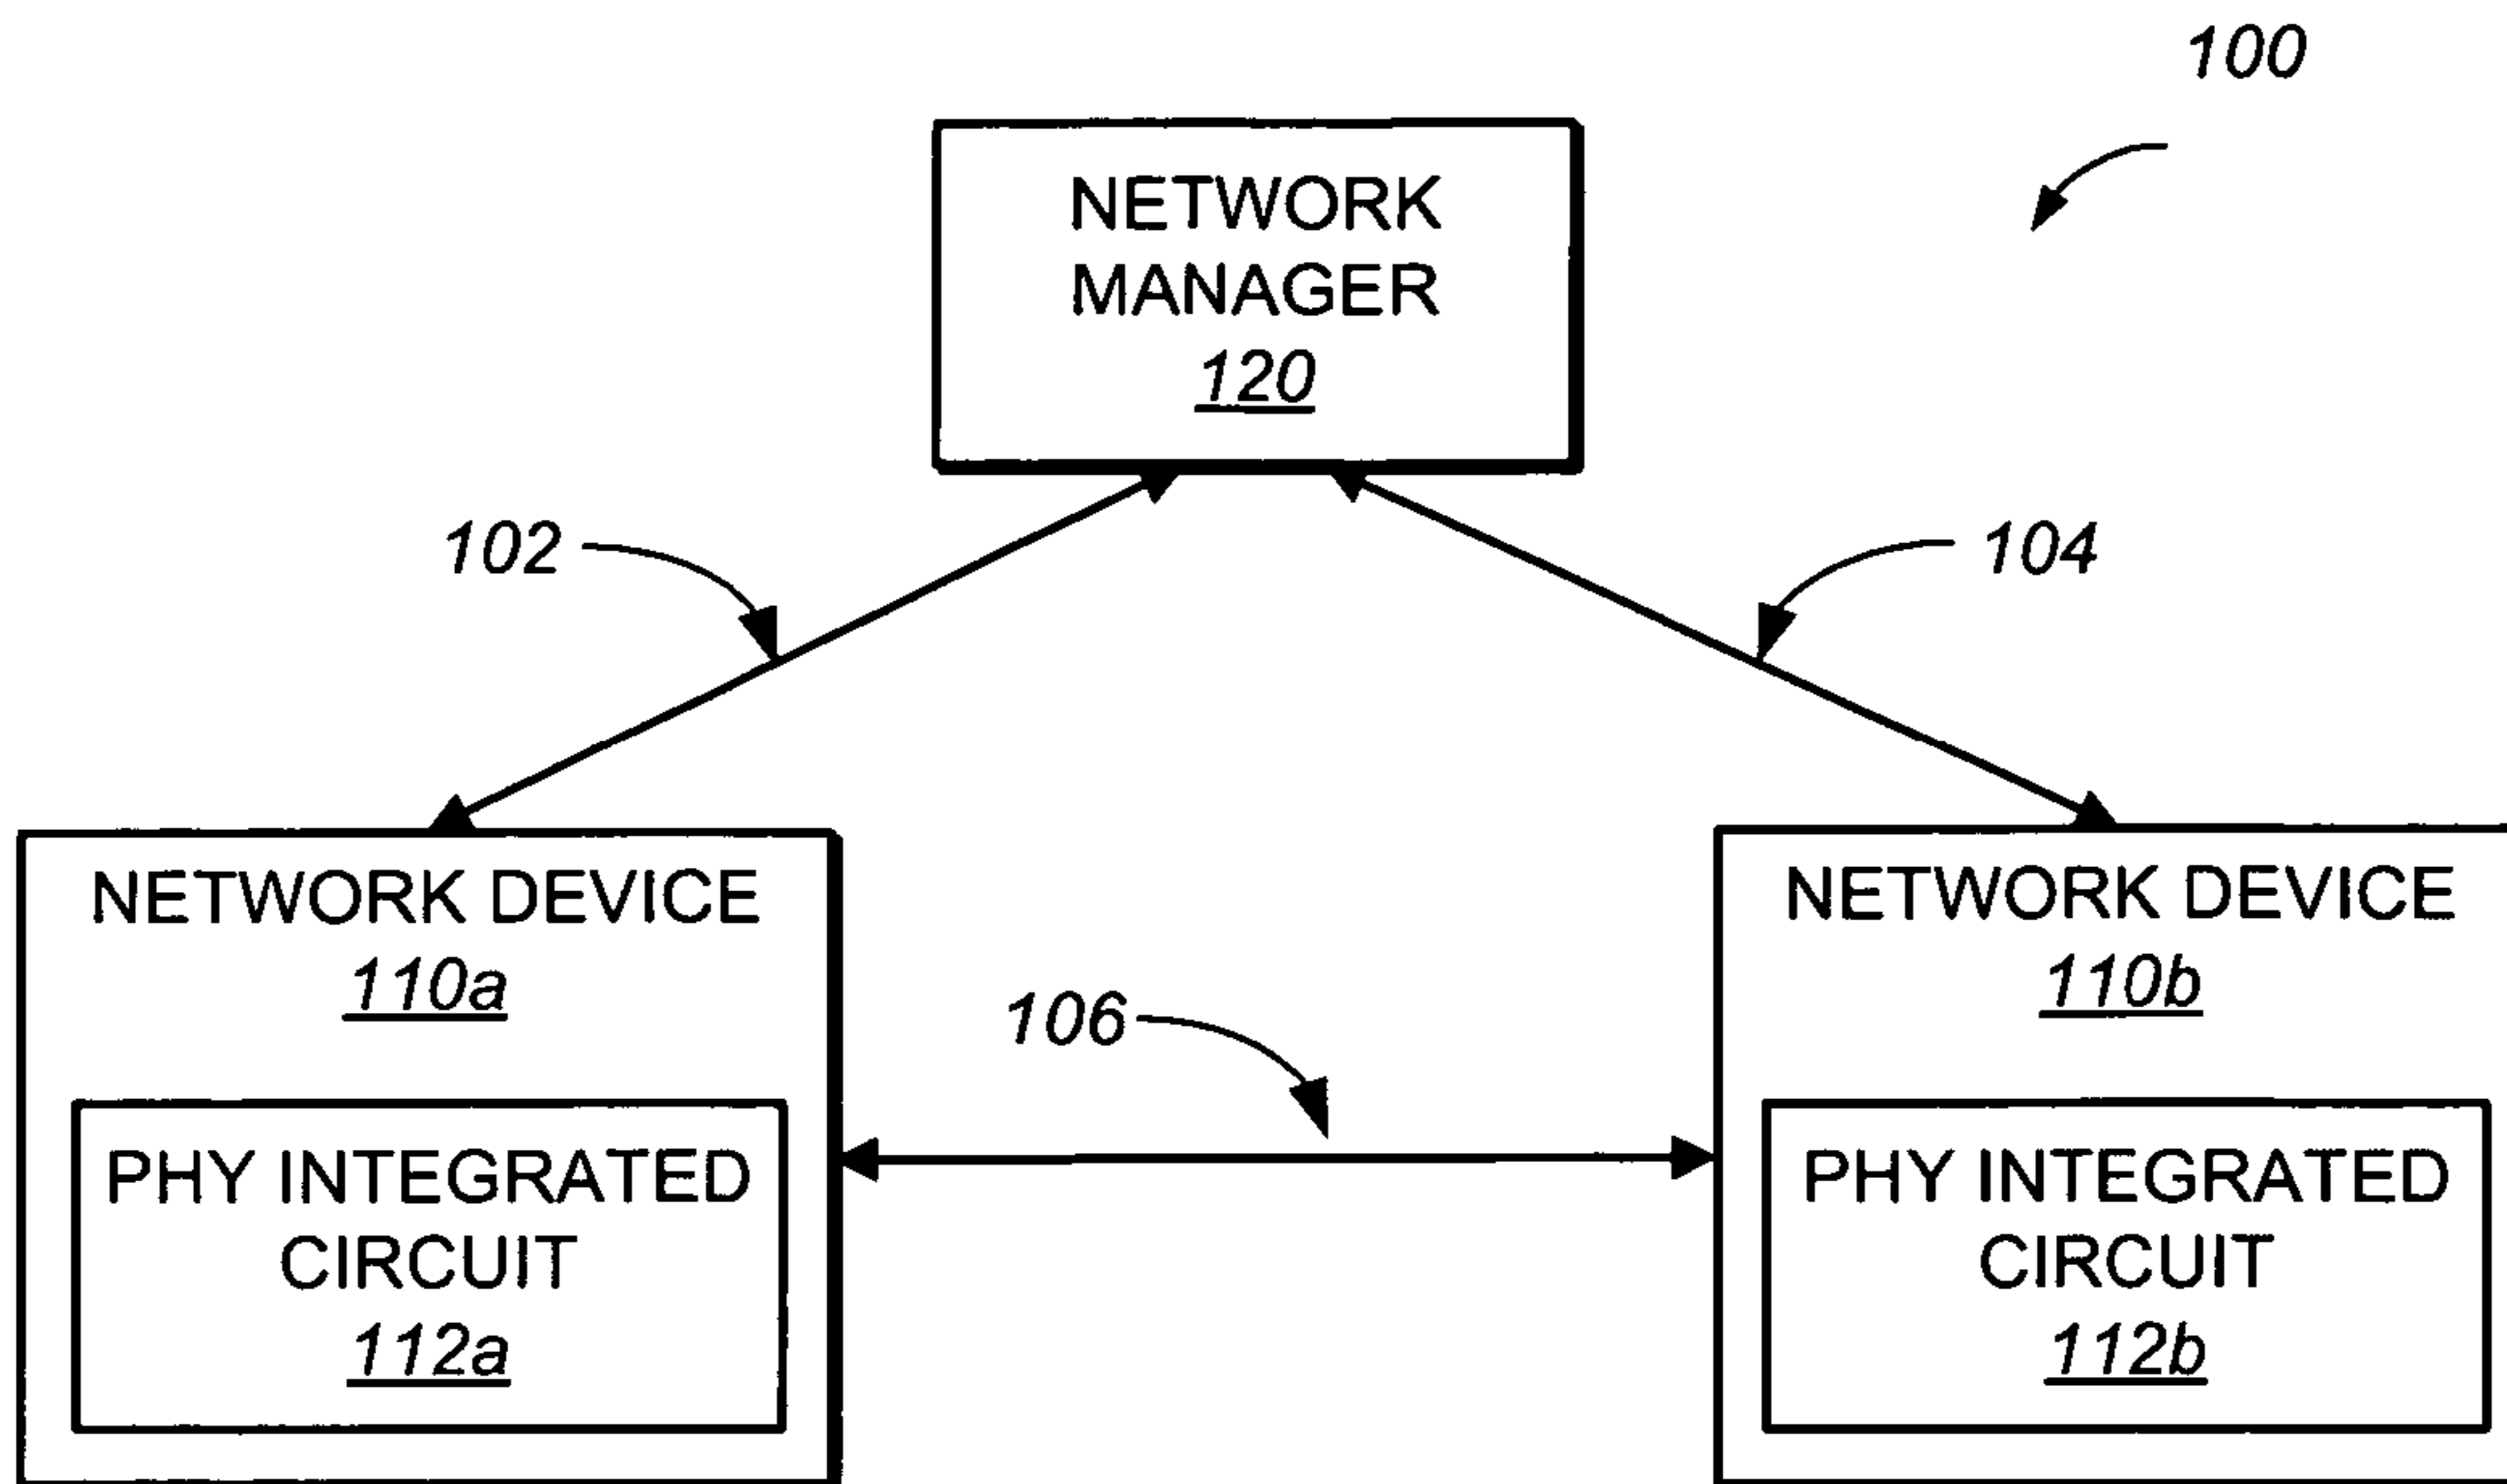 100
NETWORK
MANAGER
120
102
104
NETWORK DEVICE
110a
NETWORK DEVICE
110b
106
PHY INTEGRATED
CIRCUIT
112a
PHY INTEGRATED
CIRCUIT
112b